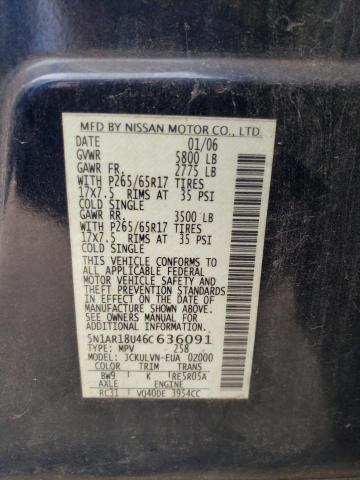 MFD BY NISSAN MOTOR CO., LTD.
DATE 01/06
GVWR 5800 LB
GAWR FR. 2775 LB
WITH P265/65R17 TIRES
17X7.5 RIMS AT 35 PSI
COLD SINGLE
GAWR RR. 3500 LB
WITH P265/65R17 TIRES
17X7.5 RIMS AT 35 PSI
COLD SINGLE
THIS VEHICLE CONFORMS TO
ALL APPLICABLE FEDERAL
MOTOR VEHICLE SAFETY
AND THEFT PREVENTION
STANDARDS IN EFFECT ON
THE DATE OF MANUFACTURE
SHOWN ABOVE.
SEE OWNERS MANUAL FOR
ADDITIONAL INFORMATION
5N1AR18U46C636091
TYPE: MPV 258
MODEL: JCKULVN-EUA 0Z000
COLOR TRIM TRANS
BW9 K RE5R05A
AXLE ENGINE
RC31 VQ40DE 3954CC